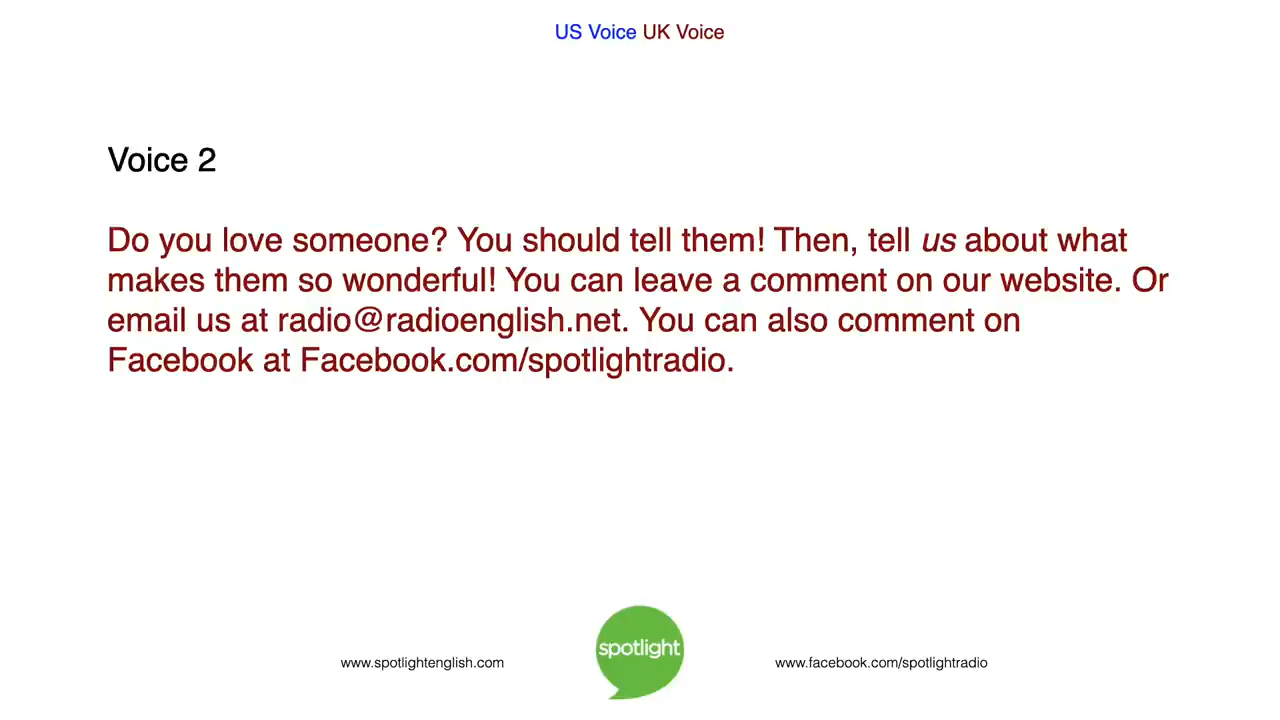 US Voice UK Voice
Voice 2
Do you love someone? You should tell them! Then, tell us about what
makes them so wonderful! You can leave a comment on our website. Or
email us at radio@radioenglish.net. You can also comment on
Facebook at Facebook.com/spotlightradio.
spotlight
www.spotlightenglish.com
www.facebook.com/spotlightradio